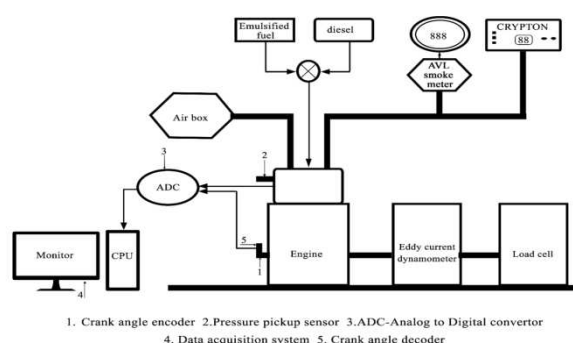 Emulsified
fuel
diesel
888
CRYPTON
88
AVL
smoke
meter
Air box
3
2
ADC
5
1
Monitor
CPU
4
Engine
Eddy current
dynamometer
Load cell
1. Crank angle encoder 2.Pressure pickup sensor 3.ADC-Analog to Digital convertor
4. Data acquisition system 5. Crank angle decoder